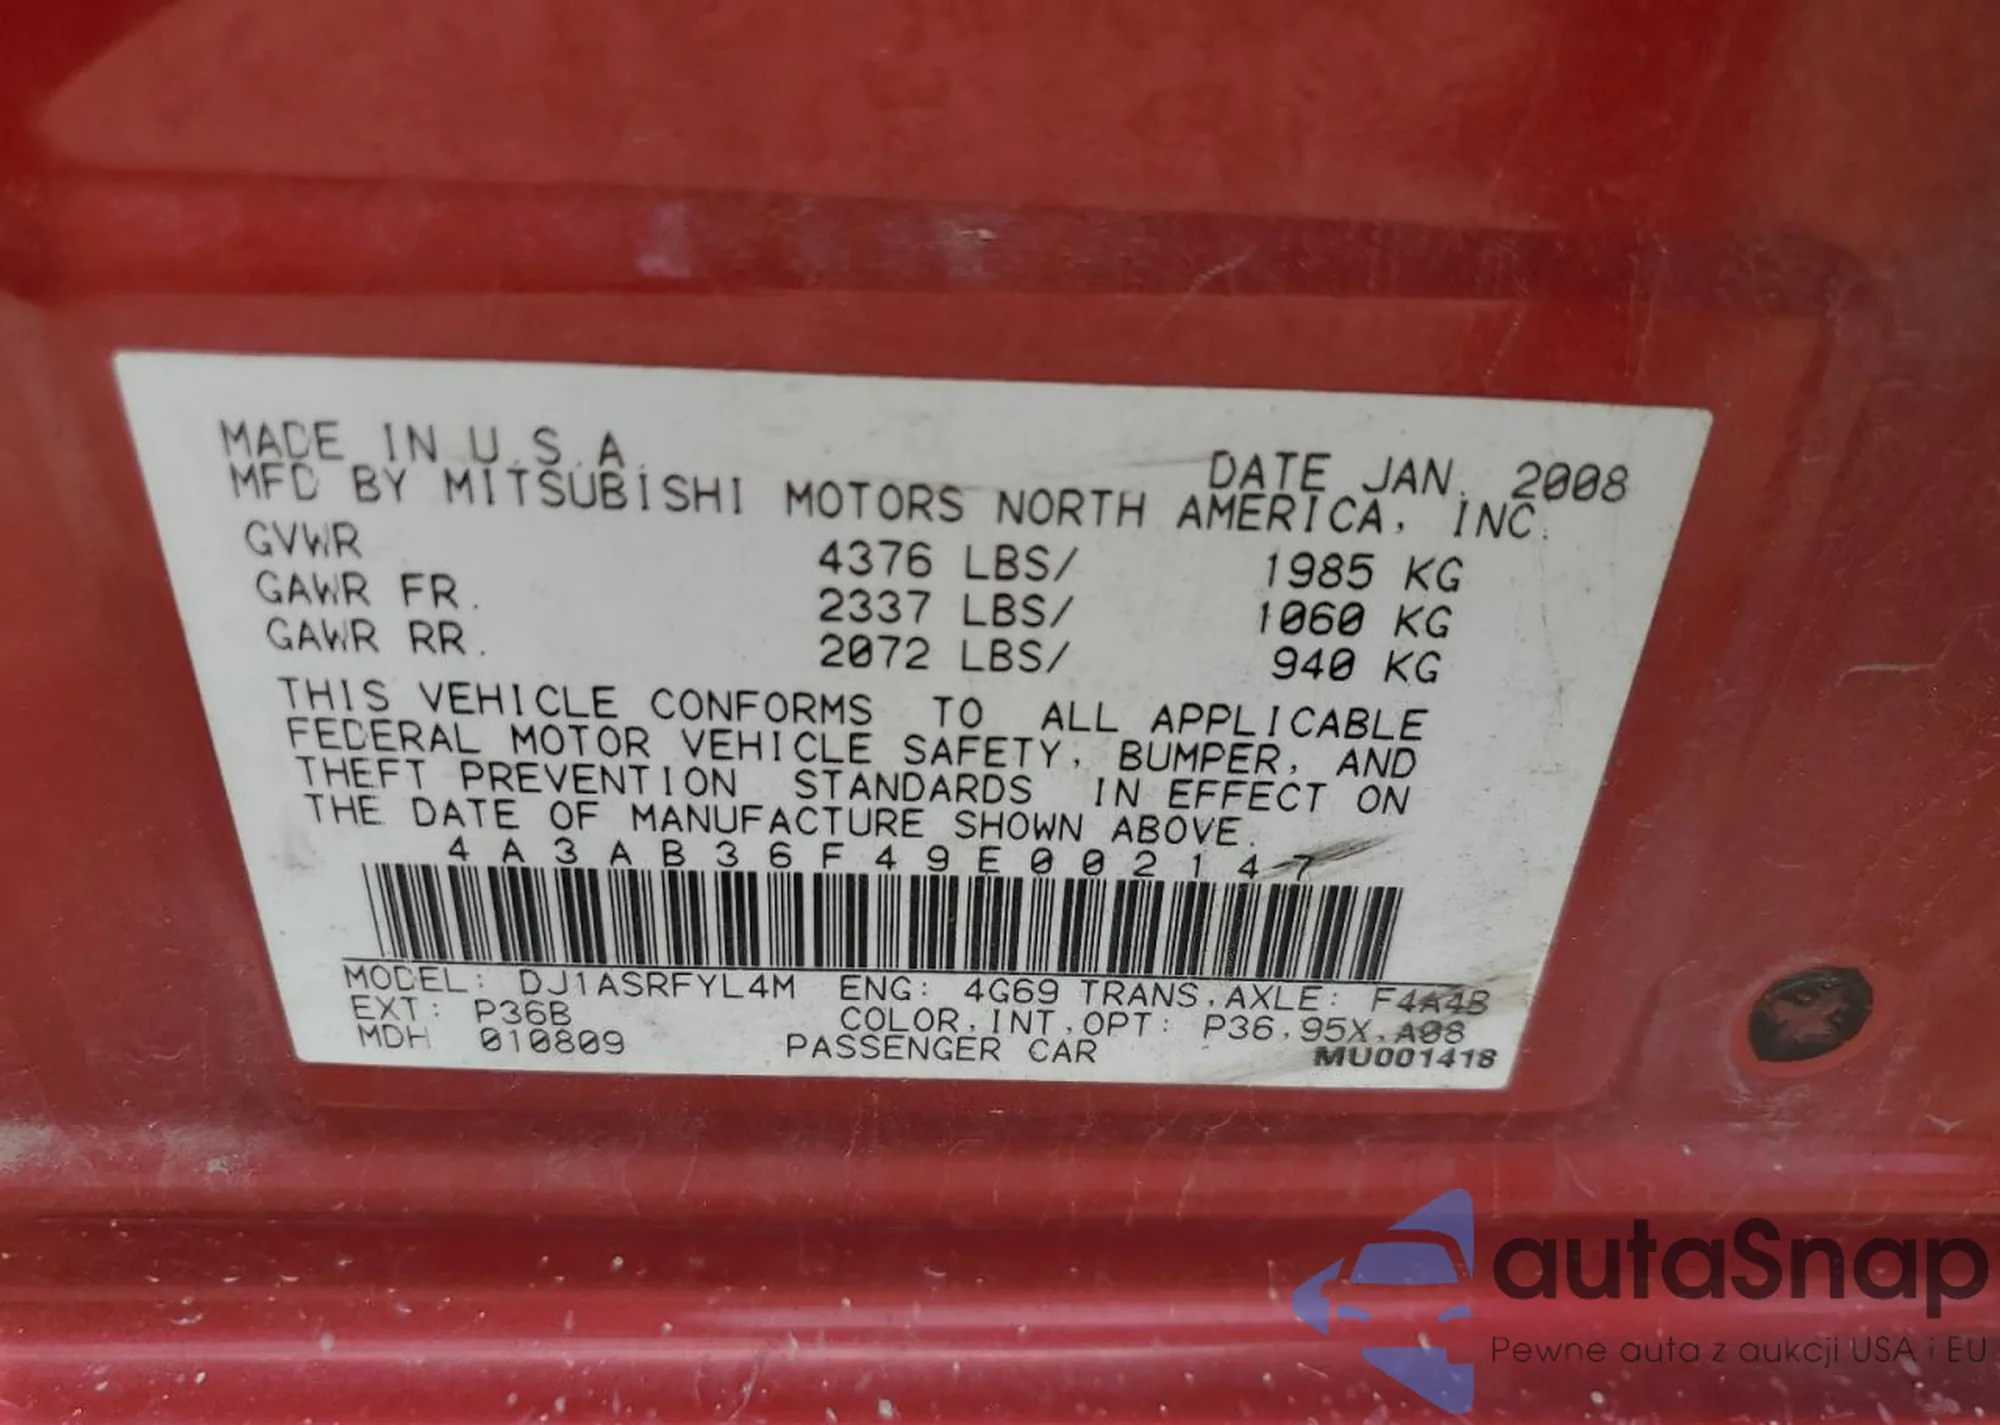 MADE IN U.S.A. DATE JAN. 2008
MFD BY MITSUBISHI MOTORS NORTH AMERICA, INC.
GVWR 4376 LBS/ 1985 KG
GAWR FR. 2337 LBS/ 1060 KG
GAWR RR. 2072 LBS/ 940 KG
THIS VEHICLE CONFORMS TO ALL APPLICABLE
FEDERAL MOTOR VEHICLE SAFETY, BUMPER, AND
THEFT PREVENTION STANDARDS IN EFFECT ON
THE DATE OF MANUFACTURE SHOWN ABOVE.
4A3AB36F49E002147
MODEL: DJ1ASRFYL4M ENG: 4G69 TRANS.AXLE: F4A4B
EXT: P36B COLOR.INT.OPT: P36.95X.A08
MDH 010809 PASSENGER CAR MU001418
autaSnap
Pewne auta z aukcji USA i EU